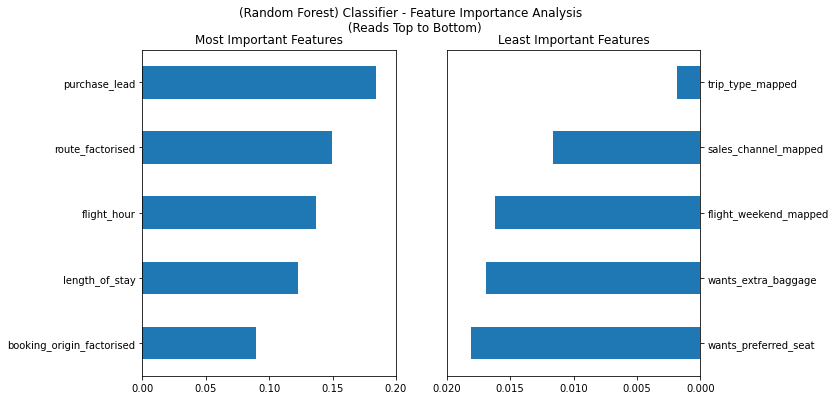 (Random Forest) Classifier - Feature Importance Analysis
(Reads Top to Bottom)
Most Important Features
purchase_lead
route_factorised
flight_hour
length_of_stay
booking_origin_factorised
0.00 0.05 0.10 0.15 0.20
Least Important Features
trip_type_mapped
sales_channel_mapped
flight_weekend_mapped
wants_extra_baggage
wants_preferred_seat
0.020 0.015 0.010 0.005 0.000